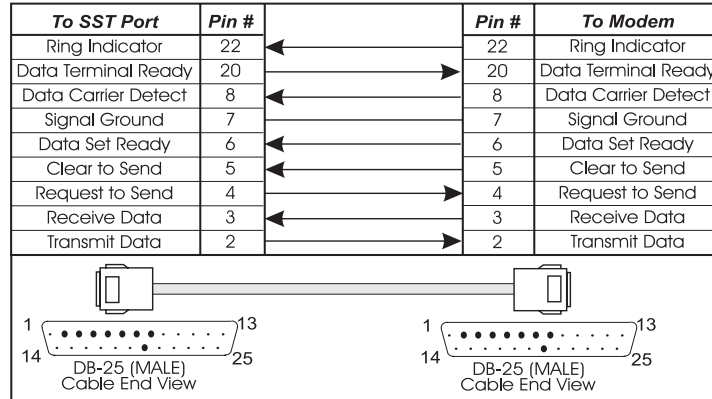 To SST Port Pin # Pin # To Modem
Ring Indicator 22 22 Ring Indicator
Data Terminal Ready 20 20 Data Terminal Ready
Data Carrier Detect 8 8 Data Carrier Detect
Signal Ground 7 7 Signal Ground
Data Set Ready 6 6 Data Set Ready
Clear to Send 5 5 Clear to Send
Request to Send 4 4 Request to Send
Receive Data 3 3 Receive Data
Transmit Data 2 2 Transmit Data
1 13 1 13
14 25 14 25
DB-25 (MALE) DB-25 (MALE)
Cable End View Cable End View